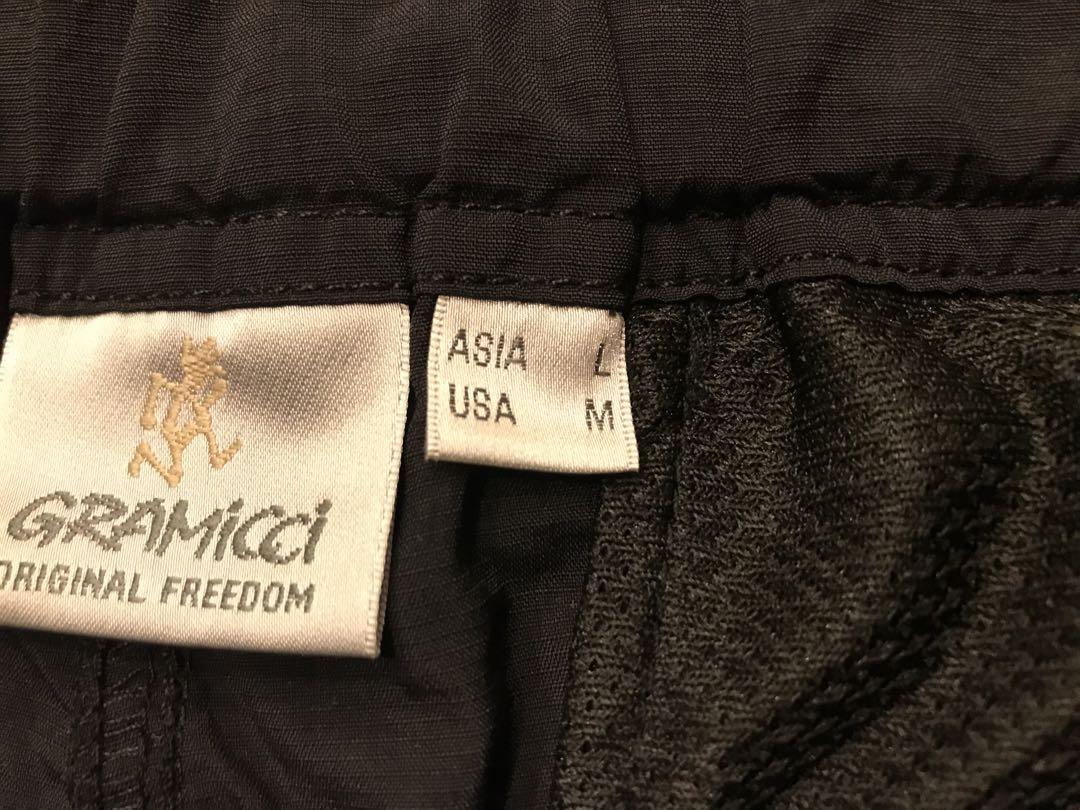 GRAMiCCi
ORIGINAL FREEDOM
ASIA L
USA M